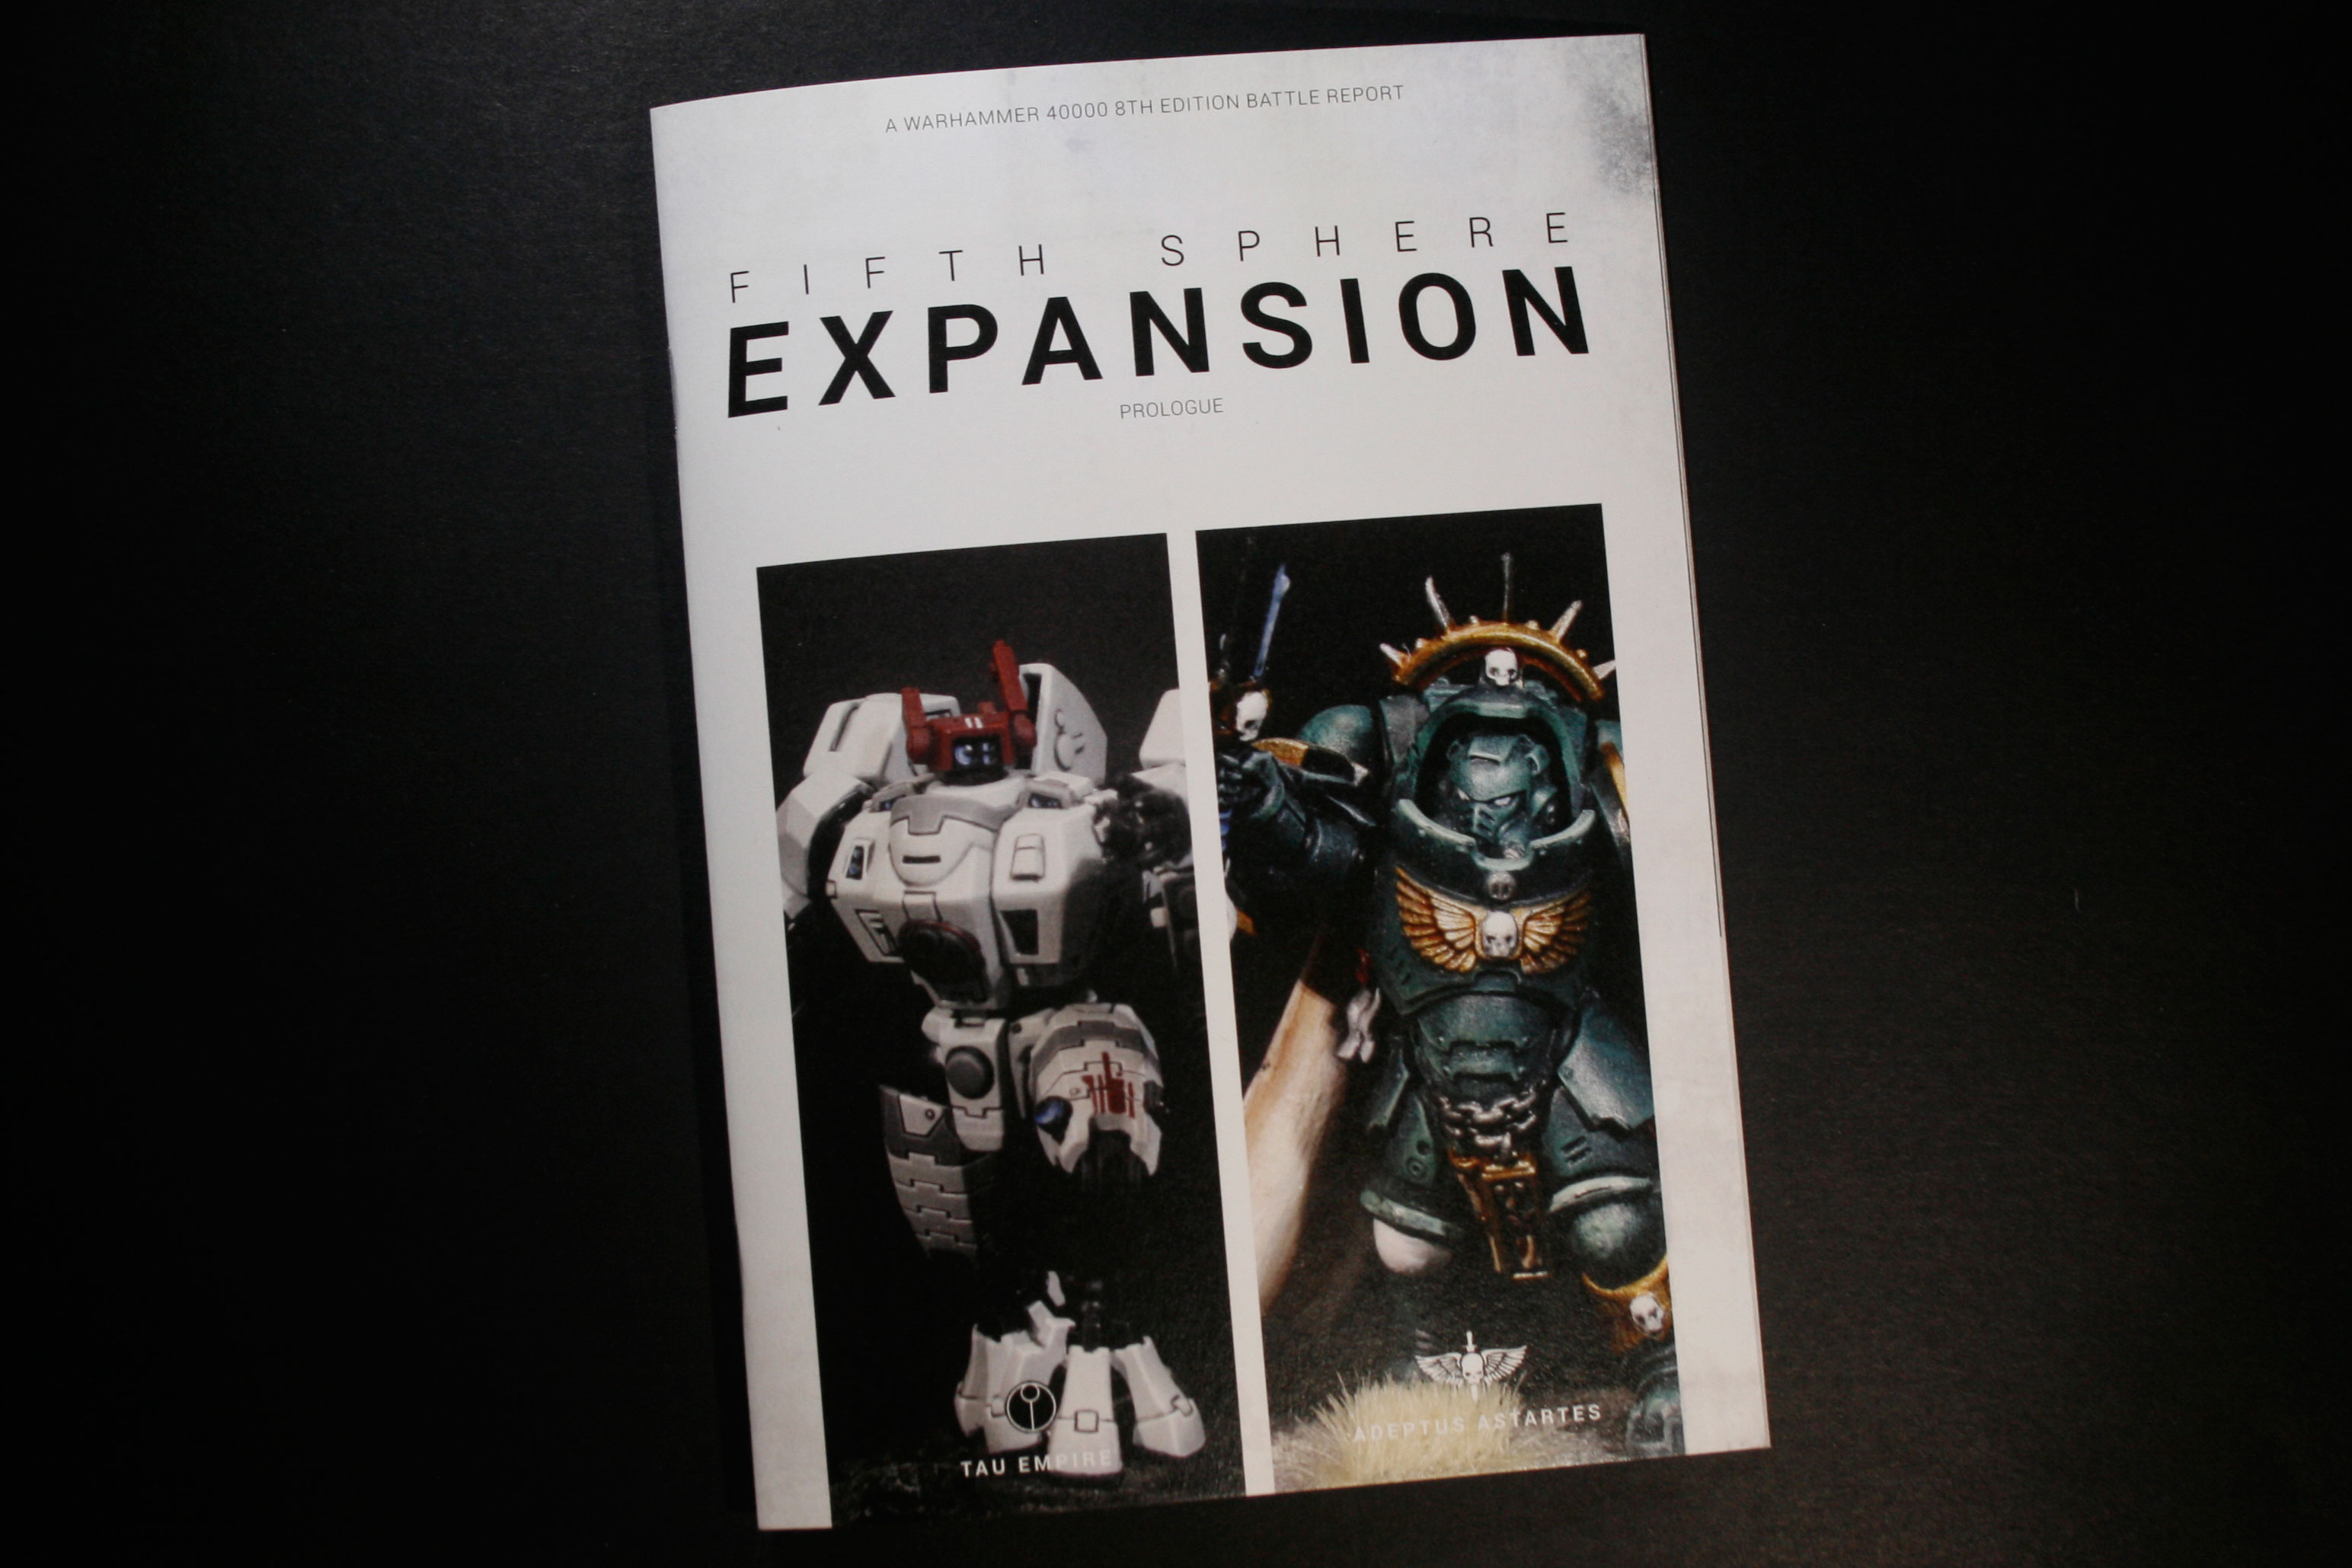 A WARHAMMER 40000 8TH EDITION BATTLE REPORT
FIFTH SPHERE
EXPANSION
PROLOGUE
TAU EMPIRE
ADEPTUS ASTARTES